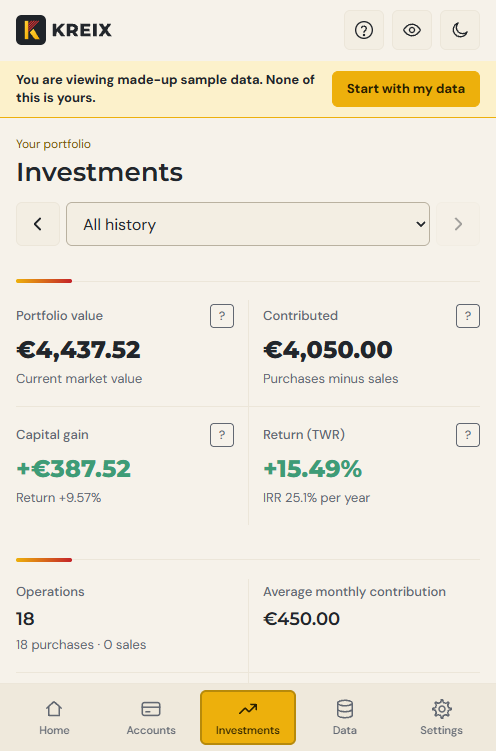 KREIX
You are viewing made-up sample data. None of
this is yours.
Start with my data
Your portfolio
Investments
All history
Portfolio value
?
€4,437.52
Current market value
Contributed
?
€4,050.00
Purchases minus sales
Capital gain
?
+€387.52
Return +9.57%
Return (TWR)
?
+15.49%
IRR 25.1% per year
Operations
18
18 purchases · 0 sales
Average monthly contribution
€450.00
Home
Accounts
Investments
Data
Settings